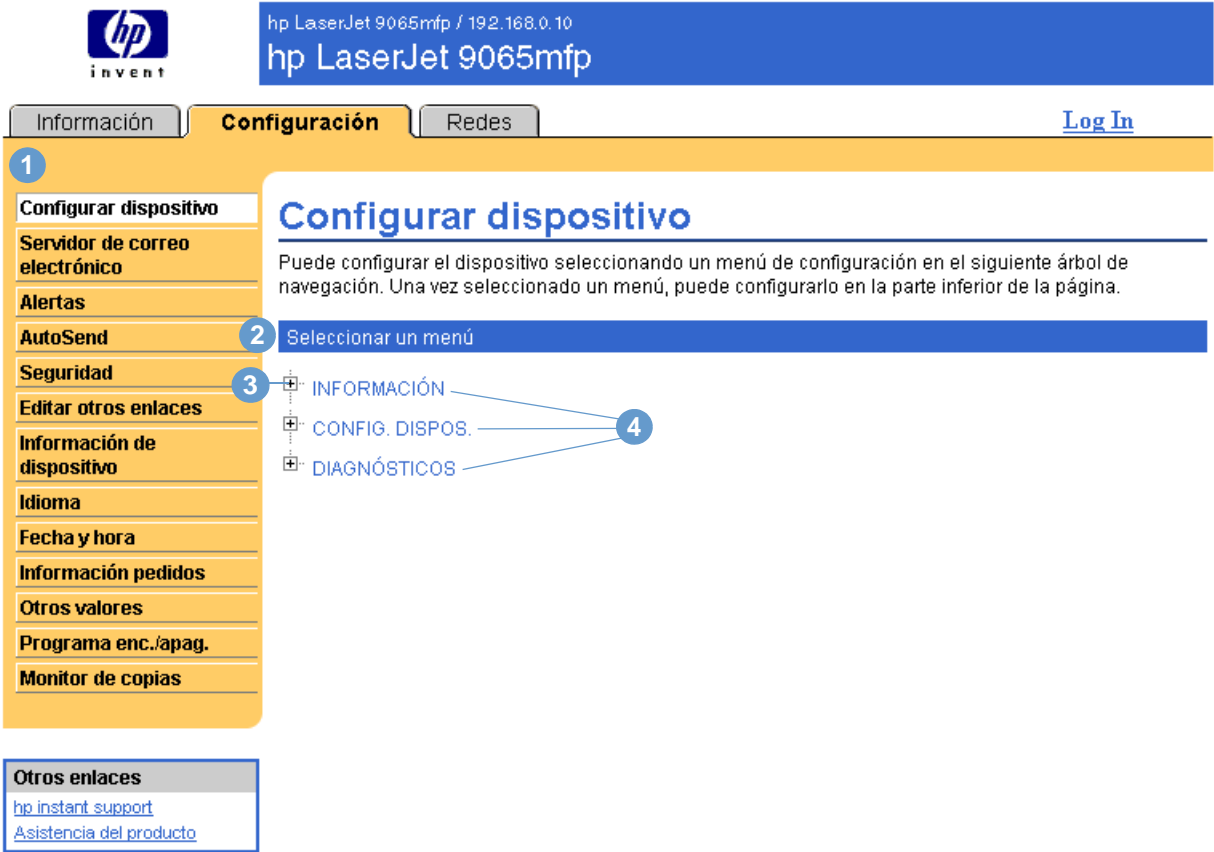 hp
invent
hp LaserJet 9065mfp / 192.168.0.10
hp LaserJet 9065mfp
Información
Configuración
Redes
Log In
1
Configurar dispositivo
Servidor de correo
electrónico
Alertas
AutoSend
Seguridad
Editar otros enlaces
Información de
dispositivo
Idioma
Fecha y hora
Información pedidos
Otros valores
Programa enc./apag.
Monitor de copias
Configurar dispositivo
Puede configurar el dispositivo seleccionando un menú de configuración en el siguiente árbol de
navegación. Una vez seleccionado un menú, puede configurarlo en la parte inferior de la página.
2
Seleccionar un menú
3
INFORMACIÓN
CONFIG. DISPOS.
4
DIAGNÓSTICOS
Otros enlaces
hp instant support
Asistencia del producto